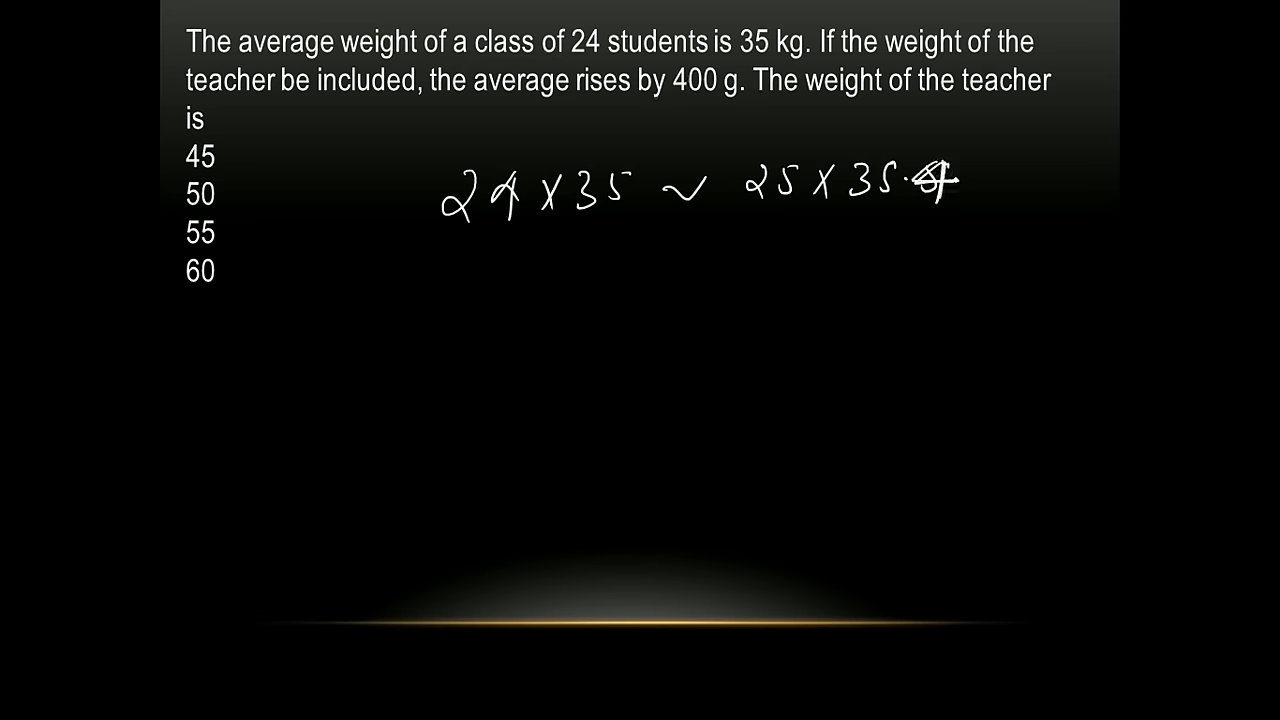 The average weight of a class of 24 students is 35 kg. If the weight of the
teacher be included, the average rises by 400 g. The weight of the teacher
is
45
50
55
60
24 × 35 ~ 25 × 35.4